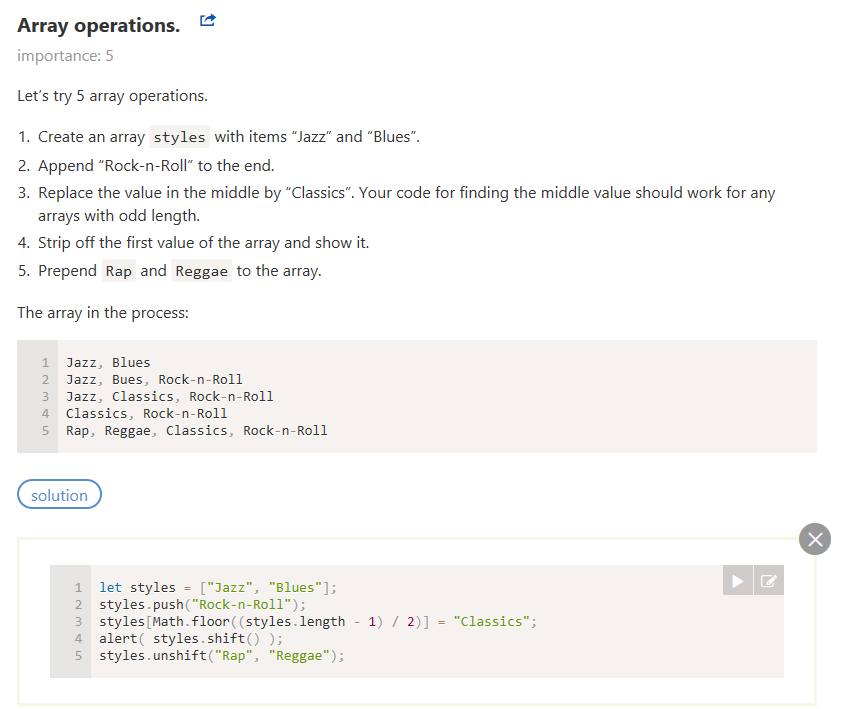 Array operations.
importance: 5
Let’s try 5 array operations.
1. Create an array styles with items “Jazz” and “Blues”.
2. Append “Rock-n-Roll” to the end.
3. Replace the value in the middle by “Classics”. Your code for finding the middle value should work for any
arrays with odd length.
4. Strip off the first value of the array and show it.
5. Prepend Rap and Reggae to the array.
The array in the process:
1 Jazz, Blues
2 Jazz, Bues, Rock-n-Roll
3 Jazz, Classics, Rock-n-Roll
4 Classics, Rock-n-Roll
5 Rap, Reggae, Classics, Rock-n-Roll
solution
1 let styles = ["Jazz", "Blues"];
2 styles.push("Rock-n-Roll");
3 styles[Math.floor((styles.length - 1) / 2)] = "Classics";
4 alert( styles.shift() );
5 styles.unshift("Rap", "Reggae");